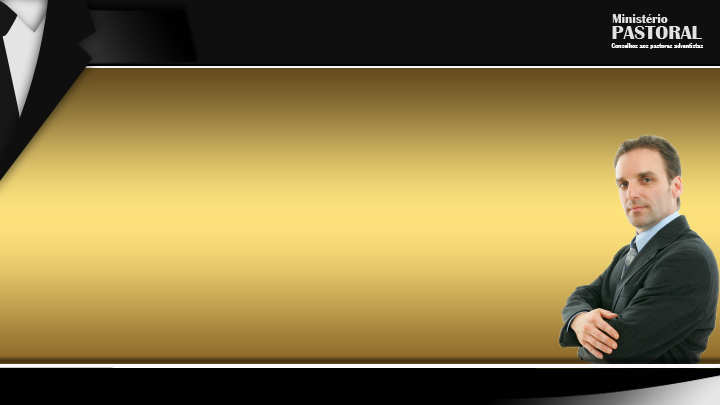 Ministério
PASTORAL
Conselhos aos pastores adventistas